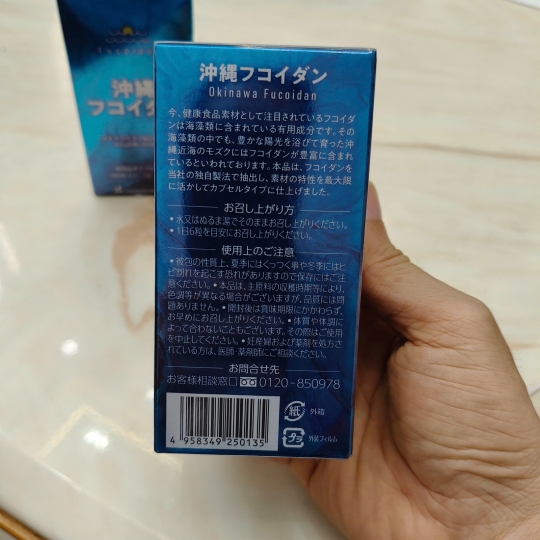 沖縄フコイダン
Okinawa Fucoidan
今、健康食品素材として注目されているフコイダ
ンは海藻類に含まれている有用成分です。その
海藻類の中でも、豊かな陽光を浴びて育った沖
縄近海のモズクにはフコイダンが豊富に含まれ
ているといわれております。本品は、フコイダンを
当社の独自製法で抽出し、素材の特性を最大限
に活かしてカプセルタイプに仕上げました。
お召し上がり方
●水又はぬるま湯でそのままお召し上がりください。
●1日6粒を目安にお召し上がりください。
使用上のご注意
●被包の性質上、夏季にはくっつく事や冬季にはヒ
ビ割れを起こす恐れがありますので保存にはご注
意ください。●本品は、主原料の収穫時期等により、
色調等が異なる場合がございますが、品質には問
題ありません。●開封後は賞味期限にかかわらず、
お早めにお召し上がりください。●体質や体調に
よって合わないこともございます。その際はご使用
を中止してください。●妊産婦および薬剤を処方さ
れている方は、医師・薬剤師にご相談ください。
お問合せ先
お客様相談窓口 0120-850978
4 958349 250135
紙 外箱
プラ 外装フィルム
沖縄
フコイダ